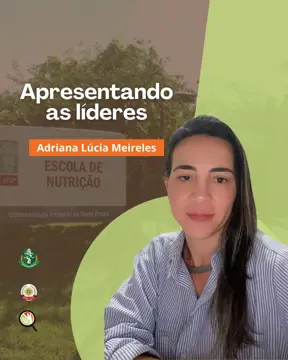 Apresentando
as líderes
Adriana Lúcia Meireles
ESCOLA DE
NUTRIÇÃO
Universidade Federal de Ouro Preto